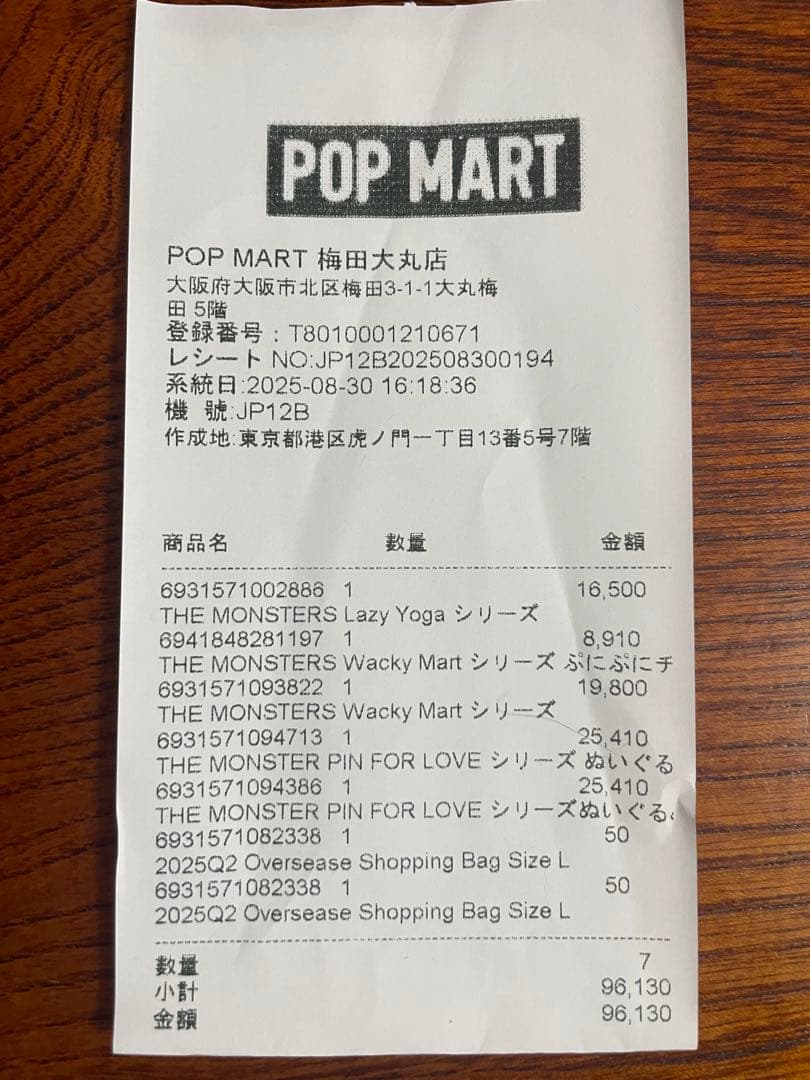 POP MART
POP MART 梅田大丸店
大阪府大阪市北区梅田3-1-1大丸梅
田 5階
登録番号：T8010001210671
レシート NO:JP12B202508300194
系統日:2025-08-30 16:18:36
機 號:JP12B
作成地:東京都港区虎ノ門一丁目13番5号7階
商品名 数量 金額
6931571002886 1 16,500
THE MONSTERS Lazy Yoga シリーズ
6941848281197 1 8,910
THE MONSTERS Wacky Mart シリーズ ぷにぷにチ
6931571093822 1 19,800
THE MONSTERS Wacky Mart シリーズ
6931571094713 1 25,410
THE MONSTER PIN FOR LOVE シリーズ ぬいぐる
6931571094386 1 25,410
THE MONSTER PIN FOR LOVE シリーズぬいぐる
6931571082338 1 50
2025Q2 Oversease Shopping Bag Size L
6931571082338 1 50
2025Q2 Oversease Shopping Bag Size L
数量 7
小計 96,130
金額 96,130